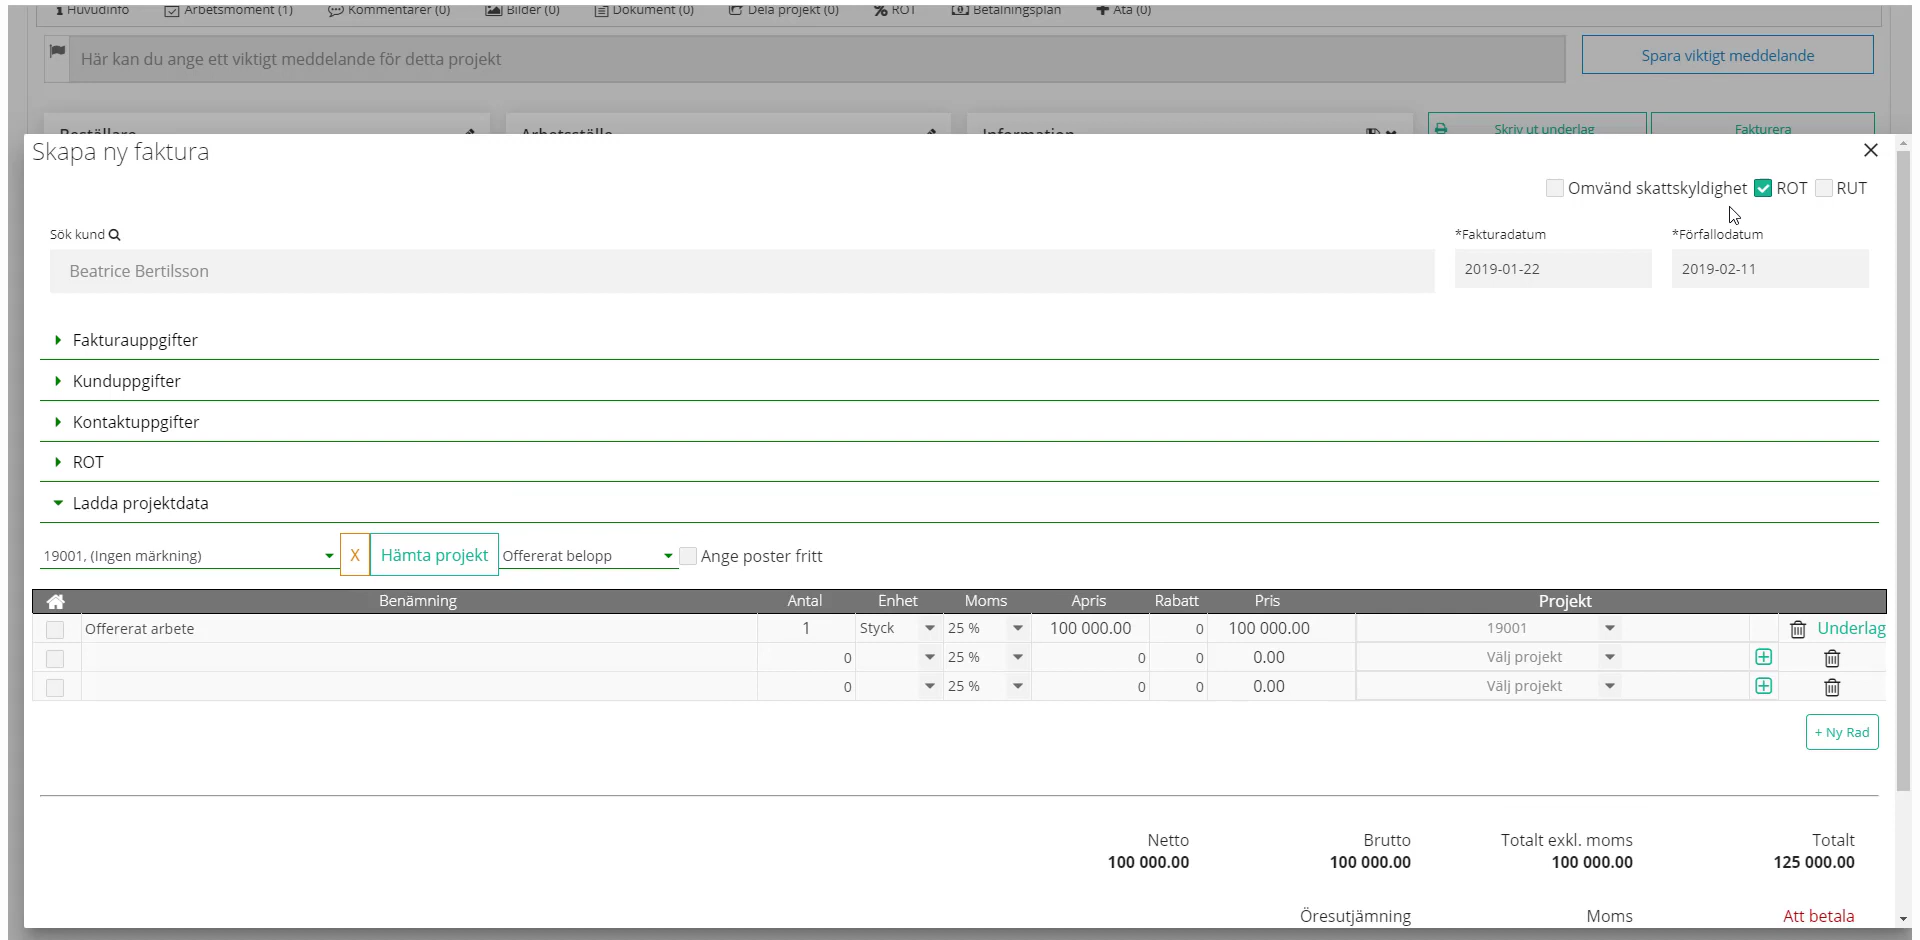 Huvudinfo Arbetsmoment (1) Kommentarer (0) Bilder (0) Dokument (0) Dela projekt (0) ROT Betalningsplan Äta (0)
Här kan du ange ett viktigt meddelande för detta projekt Spara viktigt meddelande
Beställare Arbetsställe Information Skriv ut underlag Fakturera
Skapa ny faktura
Omvänd skattskyldighet ROT RUT
Sök kund *Fakturadatum *Förfallodatum
Beatrice Bertilsson 2019-01-22 2019-02-11
Fakturauppgifter
Kunduppgifter
Kontaktuppgifter
ROT
Ladda projektdata
19001, (Ingen märkning) X Hämta projekt Offererat belopp Ange poster fritt
Benämning Antal Enhet Moms Apris Rabatt Pris Projekt
Offererat arbete 1 Styck 25 % 100 000.00 0 100 000.00 19001 Underlag
0 25 % 0 0 0.00 Välj projekt
0 25 % 0 0 0.00 Välj projekt
+ Ny Rad
Netto Brutto Totalt exkl. moms Totalt
100 000.00 100 000.00 100 000.00 125 000.00
Öresutjämning Moms Att betala